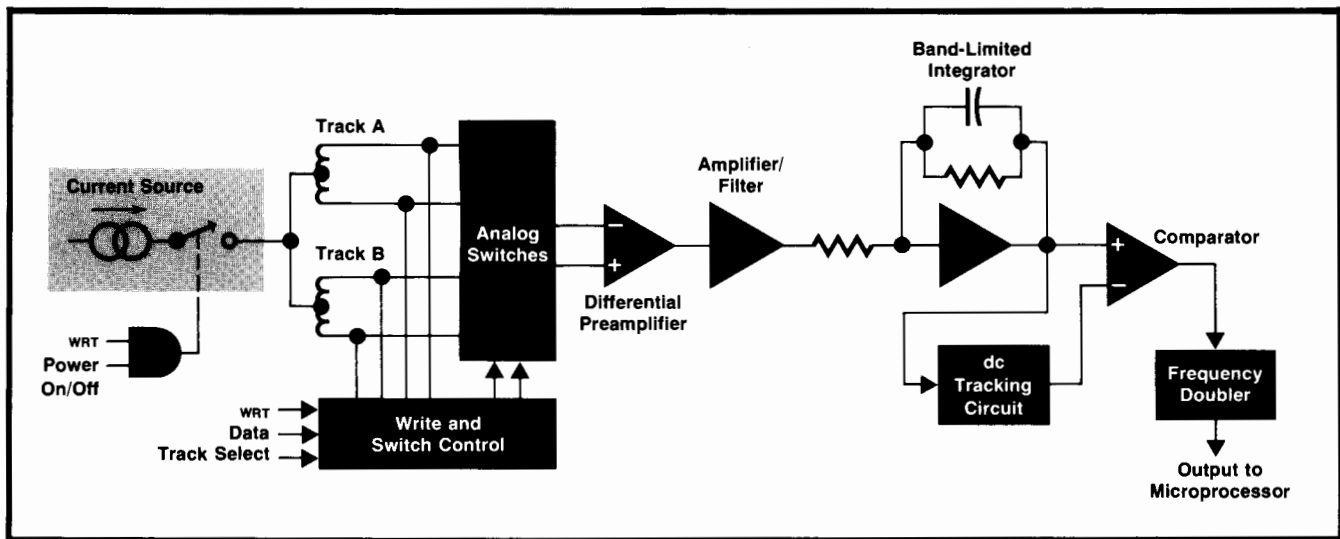 Band-Limited
Integrator
Track A
Amplifier/
Filter
Current Source
Analog
Switches
−
+
Differential
Preamplifier
+
−
Comparator
Track B
WRT
Power
On/Off
dc
Tracking
Circuit
Frequency
Doubler
WRT
Data
Track Select
Write and
Switch Control
Output to
Microprocessor